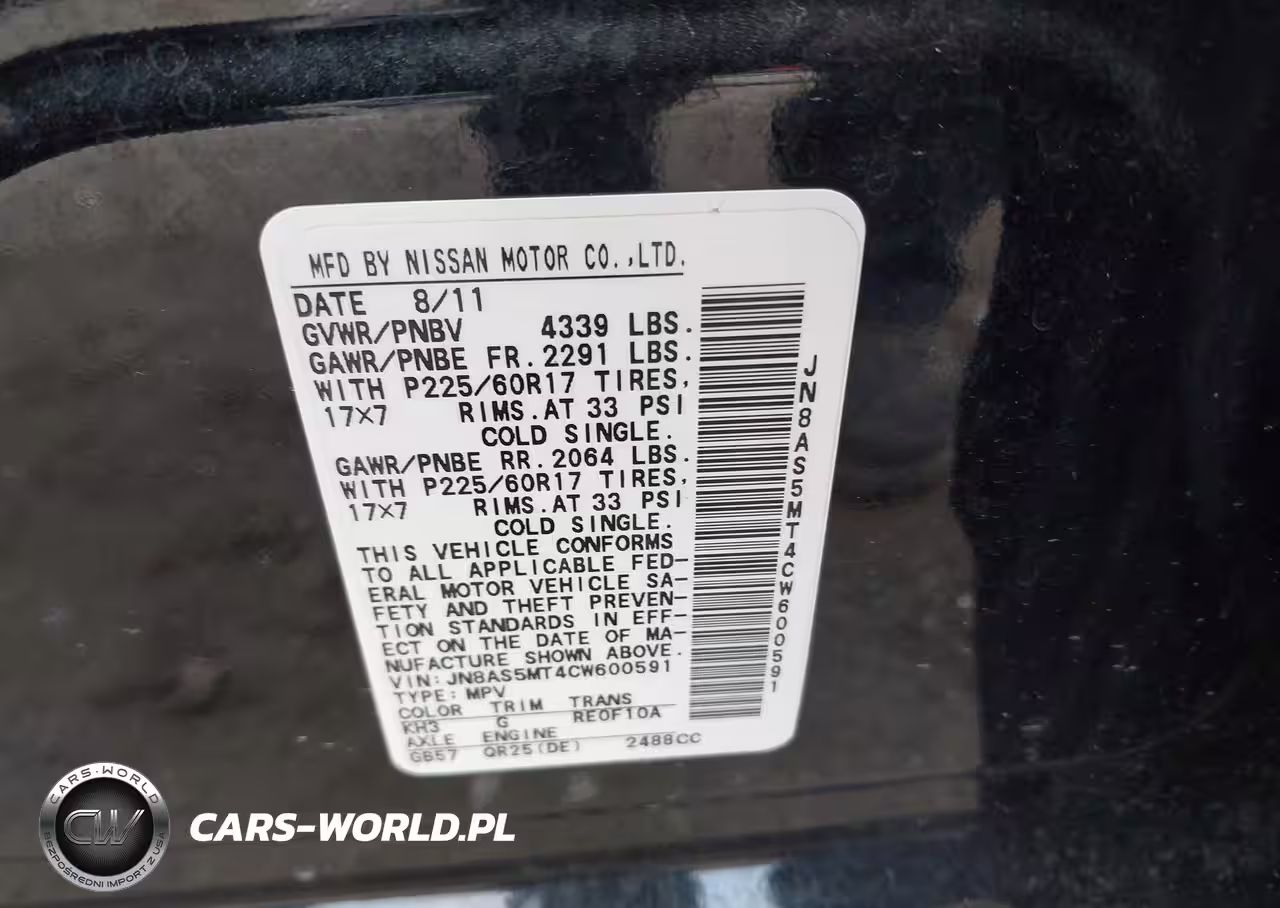 MFD BY NISSAN MOTOR CO.,LTD.
DATE 8/11
GVWR/PNBV 4339 LBS.
GAWR/PNBE FR.2291 LBS.
WITH P225/60R17 TIRES,
17×7 RIMS.AT 33 PSI
COLD SINGLE.
GAWR/PNBE RR.2064 LBS.
WITH P225/60R17 TIRES,
17×7 RIMS.AT 33 PSI
COLD SINGLE.
THIS VEHICLE CONFORMS
TO ALL APPLICABLE FED-
ERAL MOTOR VEHICLE SA-
FETY AND THEFT PREVEN-
TION STANDARDS IN EFF-
ECT ON THE DATE OF MA-
NUFACTURE SHOWN ABOVE.
VIN:JN8AS5MT4CW600591
TYPE:MPV
COLOR TRIM TRANS
KH3 G RE0F10A
AXLE ENGINE
GB57 QR25(DE) 2488CC
JN8AS5MT4CW600591
CARS-WORLD
CW
BEZPOŚREDNI IMPORT Z USA
CARS-WORLD.PL